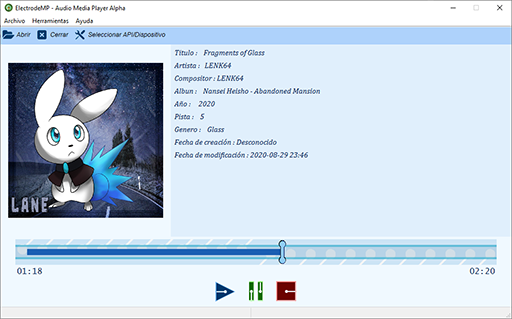 ElectrodeMP - Audio Media Player Alpha
Archivo Herramientas Ayuda
Abrir Cerrar Seleccionar API/Dispositivo
Titulo : Fragments of Glass
Artista : LENK64
Compositor : LENK64
Albun : Nansei Heisho - Abandoned Mansion
Año : 2020
Pista : 5
Genero : Glass
Fecha de creación : Desconocido
Fecha de modificación : 2020-08-29 23:46
LANE
01:18 02:20